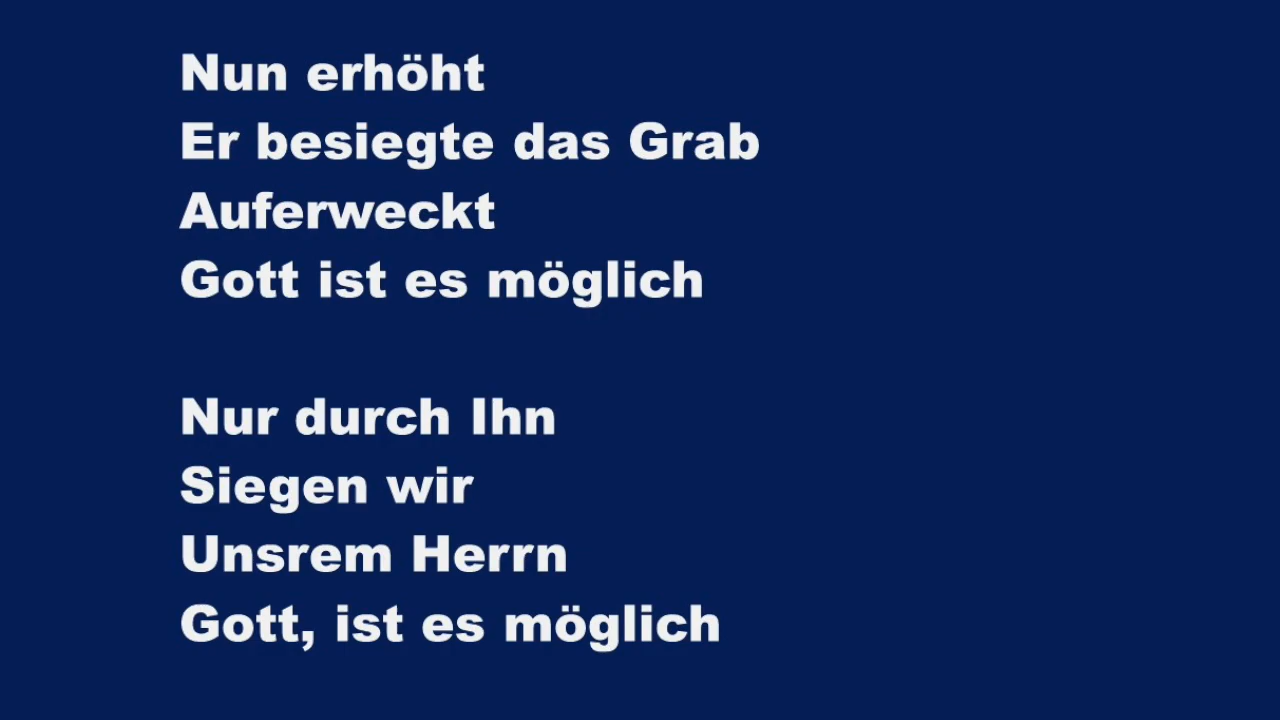 Nun erhöht
Er besiegte das Grab
Auferweckt
Gott ist es möglich
Nur durch Ihn
Siegen wir
Unsrem Herrn
Gott, ist es möglich